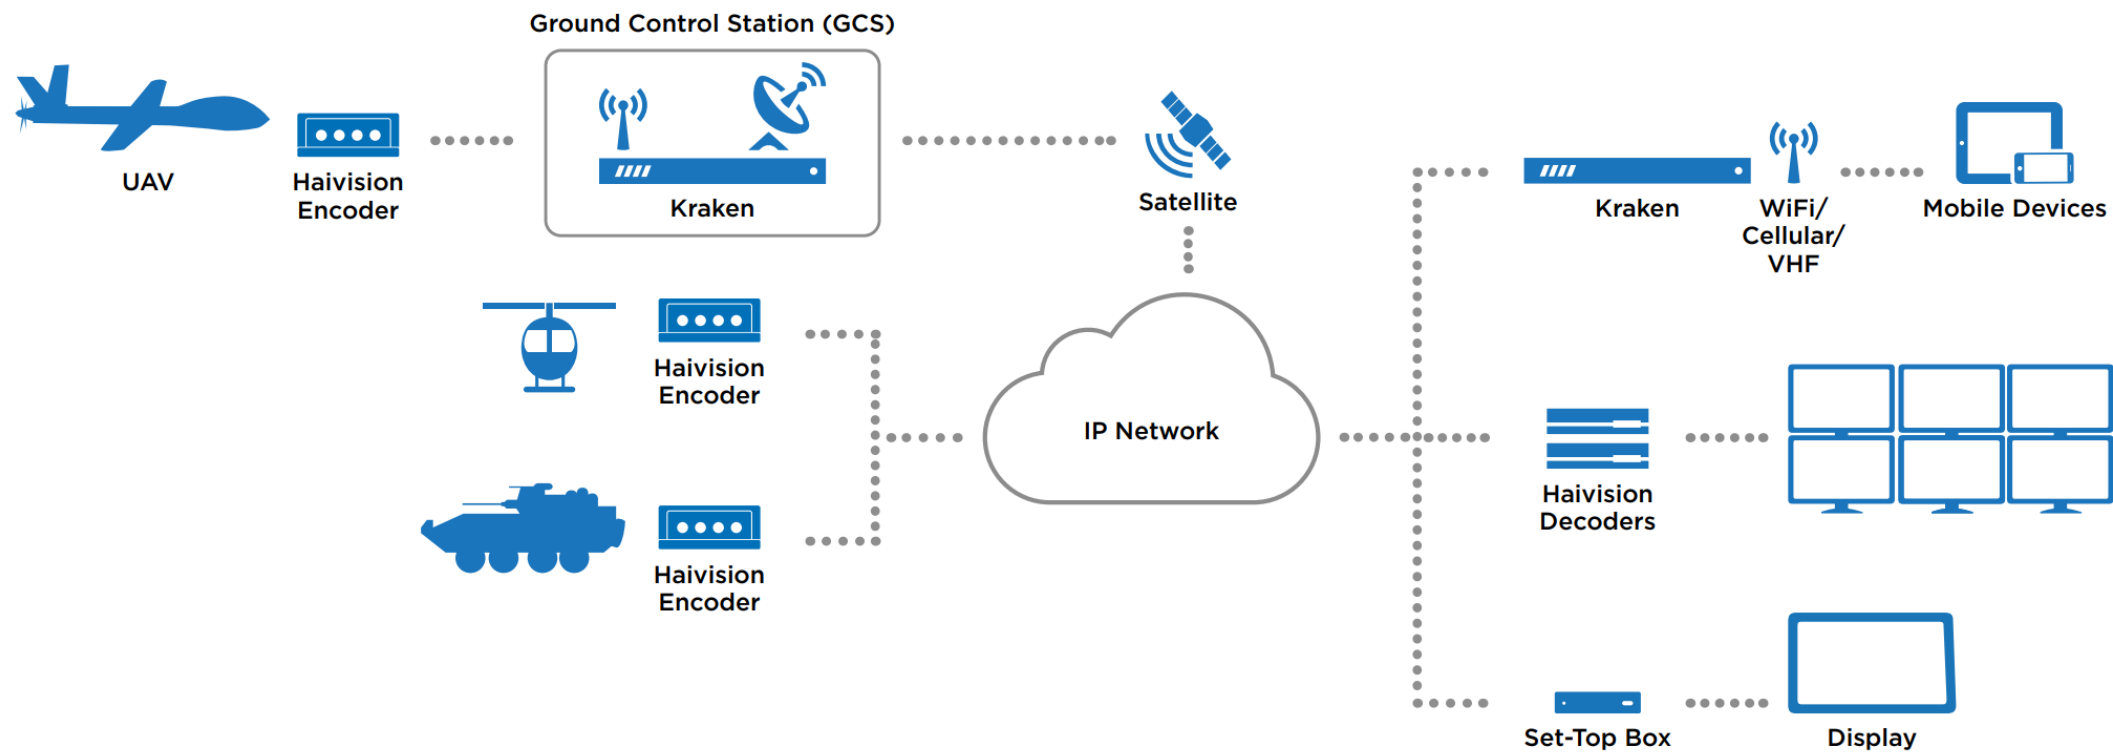 Ground Control Station (GCS)
UAV
Haivision
Encoder
Kraken
Satellite
Kraken
WiFi/
Cellular/
VHF
Mobile Devices
Haivision
Encoder
IP Network
Haivision
Decoders
Haivision
Encoder
Set-Top Box
Display